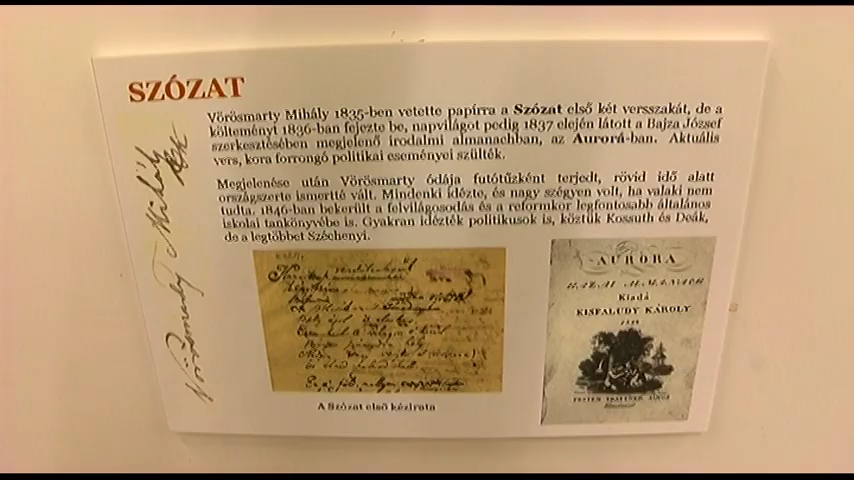 SZÓZAT
Vörösmarty Mihály 1835-ben vetette papírra a Szózat első két versszakát, de a
költeményt 1836-ban fejezte be, napvilágot pedig 1837 elején látott a Bajza József
szerkesztésében megjelenő irodalmi almanachban, az Aurorá-ban. Aktuális
vers, kora forrongó politikai eseményei szülték.
Megjelenése után Vörösmarty ódája futótűzként terjedt, rövid idő alatt
országszerte ismertté vált. Mindenki idézte, és nagy szégyen volt, ha valaki nem
tudta. 1846-ban bekerült a felvilágosodás és a reformkor legfontosabb általános
iskolai tankönyvébe is. Gyakran idézték politikusok is, köztük Kossuth és Deák,
de a legtöbbet Széchenyi.
Vörösmarty Mihály
A Szózat első kézirata
AURORA
HAZAI ALMANACH
Kiadá
KISFALUDY KÁROLY